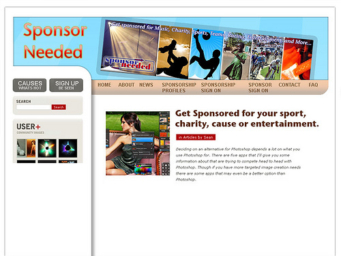 Sponsor
Needed
Get sponsored for Music, Charity, Sports,
and More...
Sponsor
needed
CAUSES
SIGN UP
HOME ABOUT NEWS SPONSORSHIP PROFILES SPONSORSHIP SIGN ON SPONSOR SIGN ON CONTACT FAQ
SEARCH
USER+
Get Sponsored for your sport,
charity, cause or entertainment.
Deciding on an alternative for Photoshop depends a lot on what you
use Photoshop for. There are five apps that I'll give you some
information about that are trying to compete head to head with
Photoshop. Though if you have more targeted image creation needs
there are some apps that may even be a better option than
Photoshop.